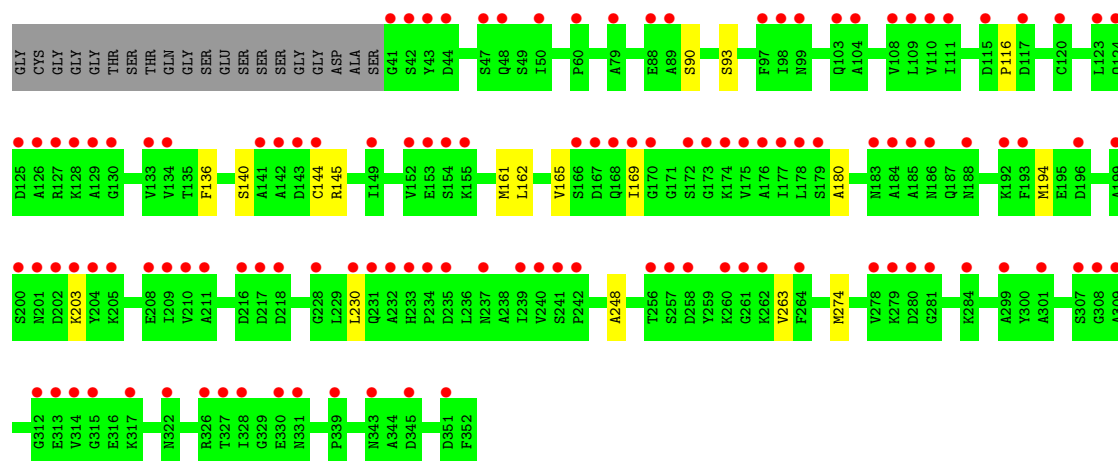 GLY CYS GLY GLY GLY THR SER THR GLN GLY SER GLU SER SER SER GLY GLY ASP ALA SER G41 S42 Y43 D44 S47 Q48 S49 I50 P60 A79 E88 A89 S90 S93 F97 I98 N99 Q103 A104 V108 L109 V110 I111 D115 P116 D117 C120 L123 Q124
D125 A126 R127 K128 A129 G130 V133 V134 T135 F136 S140 A141 A142 D143 C144 R145 I149 V152 E153 S154 K155 M161 L162 V165 S166 D167 Q168 I169 G170 G171 S172 G173 K174 V175 A176 I177 L178 S179 A180 N183 A184 A185 N186 Q187 N188 K192 F193 M194 E195 D196 A199
S200 N201 D202 K203 Y204 K205 E208 I209 V210 A211 D216 D217 D218 G228 L229 L230 Q231 A232 H233 P234 D235 L236 N237 A238 I239 V240 S241 P242 A248 T256 S257 D258 Y259 K260 G261 K262 V263 F264 M274 V278 K279 D280 G281 K284 A299 Y300 A301 S307 G308 A309
G312 E313 V314 G315 E316 K317 N322 R326 T327 I328 G329 E330 N331 P339 N343 A344 D345 D351 F352